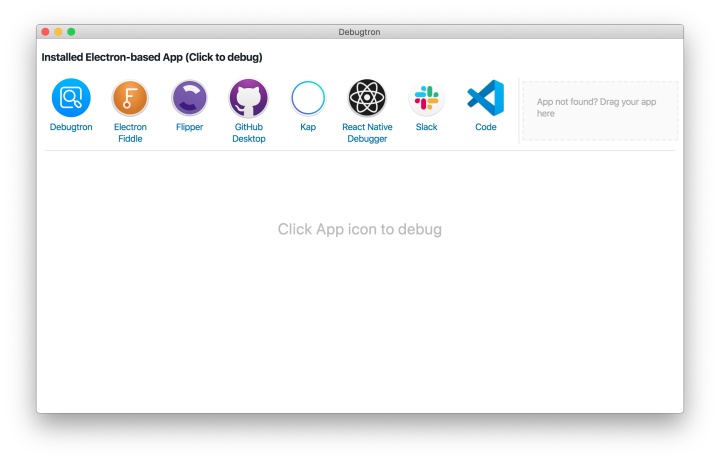 Debugtron
Installed Electron-based App (Click to debug)
Debugtron
Electron
Fiddle
Flipper
GitHub
Desktop
Kap
React Native
Debugger
Slack
Code
App not found? Drag your app
here
Click App icon to debug